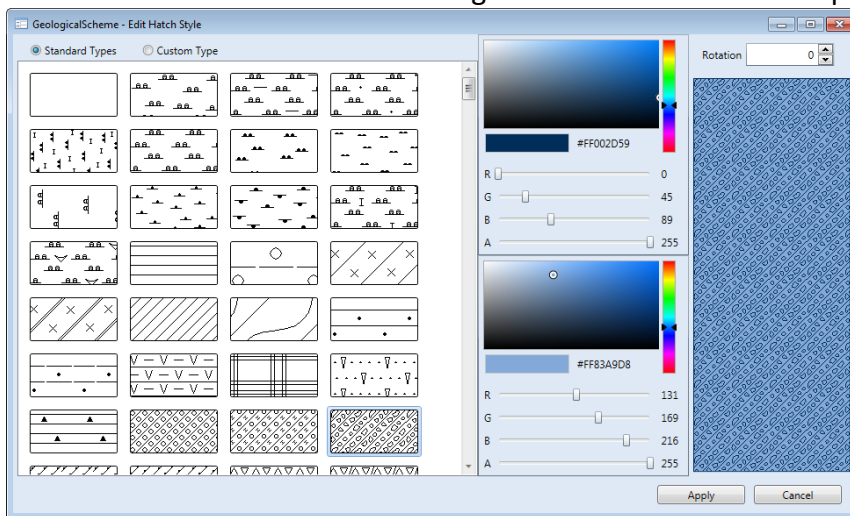 GeologicalScheme - Edit Hatch Style
Standard Types
Custom Type
Rotation
0
#FF002D59
R
0
G
45
B
89
A
255
#FF83A9D8
R
131
G
169
B
216
A
255
Apply
Cancel